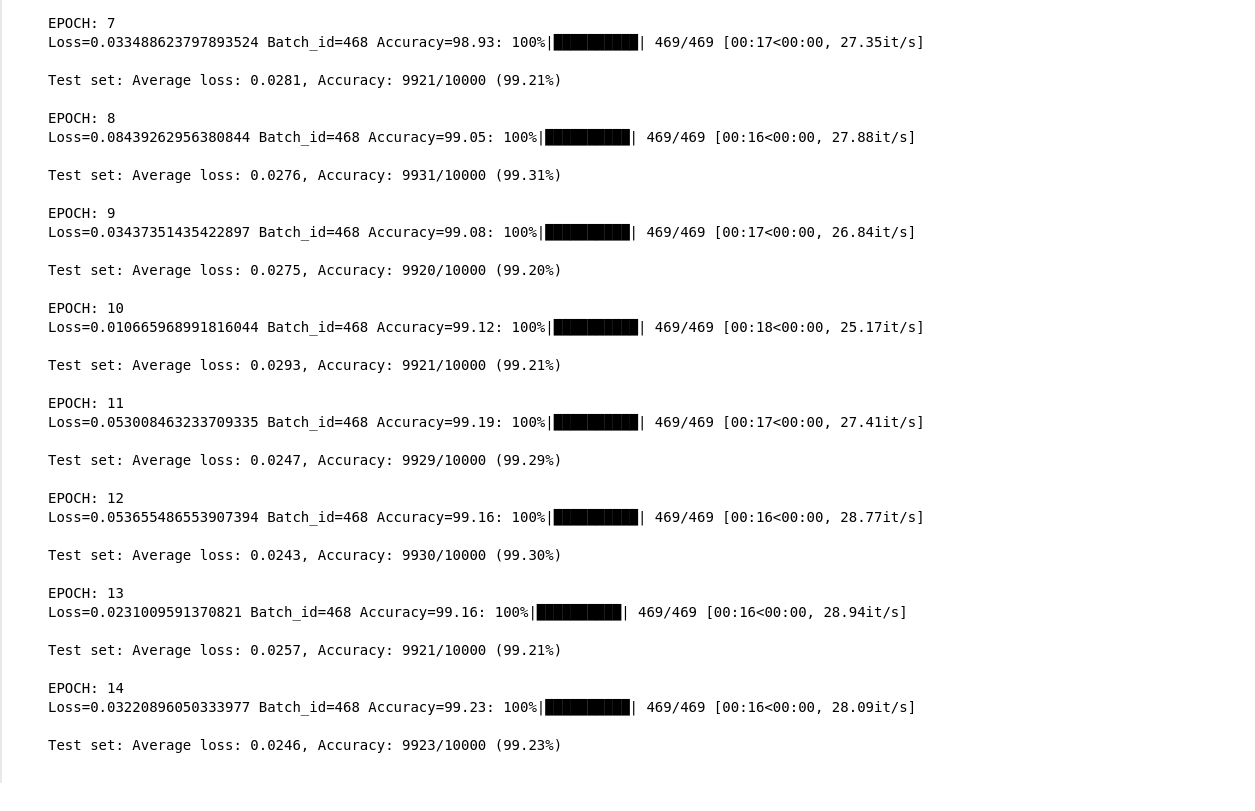 EPOCH: 7
Loss=0.033488623797893524 Batch_id=468 Accuracy=98.93: 100%|██████████| 469/469 [00:17<00:00, 27.35it/s]
Test set: Average loss: 0.0281, Accuracy: 9921/10000 (99.21%)
EPOCH: 8
Loss=0.08439262956380844 Batch_id=468 Accuracy=99.05: 100%|██████████| 469/469 [00:16<00:00, 27.88it/s]
Test set: Average loss: 0.0276, Accuracy: 9931/10000 (99.31%)
EPOCH: 9
Loss=0.03437351435422897 Batch_id=468 Accuracy=99.08: 100%|██████████| 469/469 [00:17<00:00, 26.84it/s]
Test set: Average loss: 0.0275, Accuracy: 9920/10000 (99.20%)
EPOCH: 10
Loss=0.010665968991816044 Batch_id=468 Accuracy=99.12: 100%|██████████| 469/469 [00:18<00:00, 25.17it/s]
Test set: Average loss: 0.0293, Accuracy: 9921/10000 (99.21%)
EPOCH: 11
Loss=0.053008463233709335 Batch_id=468 Accuracy=99.19: 100%|██████████| 469/469 [00:17<00:00, 27.41it/s]
Test set: Average loss: 0.0247, Accuracy: 9929/10000 (99.29%)
EPOCH: 12
Loss=0.053655486553907394 Batch_id=468 Accuracy=99.16: 100%|██████████| 469/469 [00:16<00:00, 28.77it/s]
Test set: Average loss: 0.0243, Accuracy: 9930/10000 (99.30%)
EPOCH: 13
Loss=0.0231009591370821 Batch_id=468 Accuracy=99.16: 100%|██████████| 469/469 [00:16<00:00, 28.94it/s]
Test set: Average loss: 0.0257, Accuracy: 9921/10000 (99.21%)
EPOCH: 14
Loss=0.03220896050333977 Batch_id=468 Accuracy=99.23: 100%|██████████| 469/469 [00:16<00:00, 28.09it/s]
Test set: Average loss: 0.0246, Accuracy: 9923/10000 (99.23%)